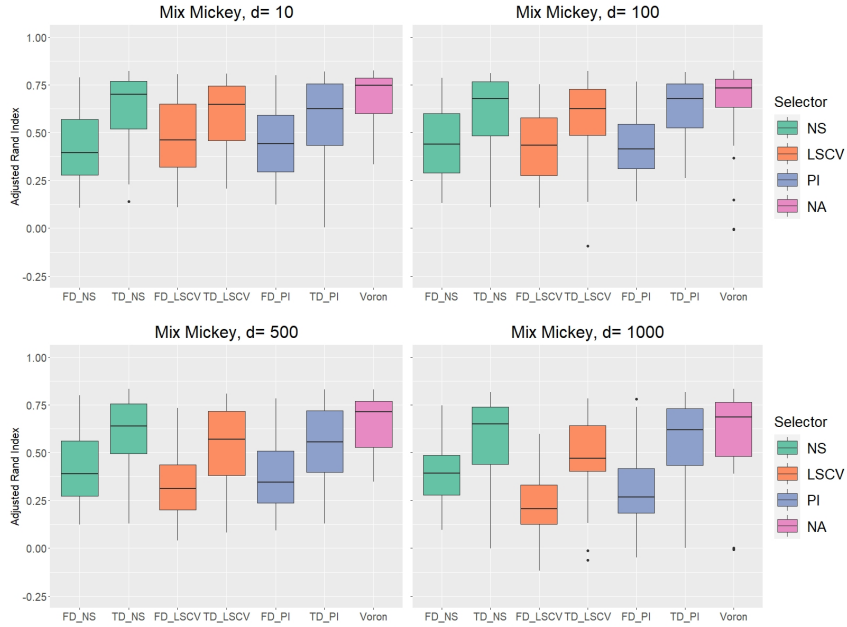 Mix Mickey, d= 10
Mix Mickey, d= 100
Adjusted Rand Index
1.00
0.75
0.50
0.25
0.00
-0.25
FD_NS TD_NS FD_LSCV TD_LSCV FD_PI TD_PI Voron
FD_NS TD_NS FD_LSCV TD_LSCV FD_PI TD_PI Voron
Selector
NS
LSCV
PI
NA
Mix Mickey, d= 500
Mix Mickey, d= 1000
Adjusted Rand Index
1.00
0.75
0.50
0.25
0.00
-0.25
FD_NS TD_NS FD_LSCV TD_LSCV FD_PI TD_PI Voron
FD_NS TD_NS FD_LSCV TD_LSCV FD_PI TD_PI Voron
Selector
NS
LSCV
PI
NA